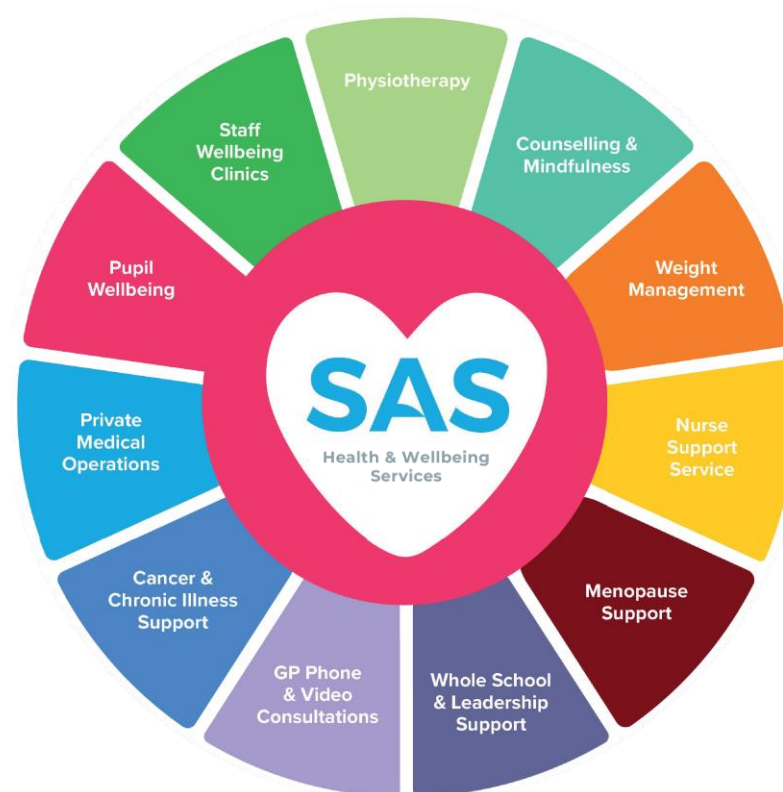 Physiotherapy
Counselling &
Mindfulness
Weight
Management
Nurse
Support
Service
Menopause
Support
Whole School
& Leadership
Support
GP Phone
& Video
Consultations
Cancer &
Chronic Illness
Support
Private
Medical
Operations
Pupil
Wellbeing
Staff
Wellbeing
Clinics
SAS
Health & Wellbeing
Services